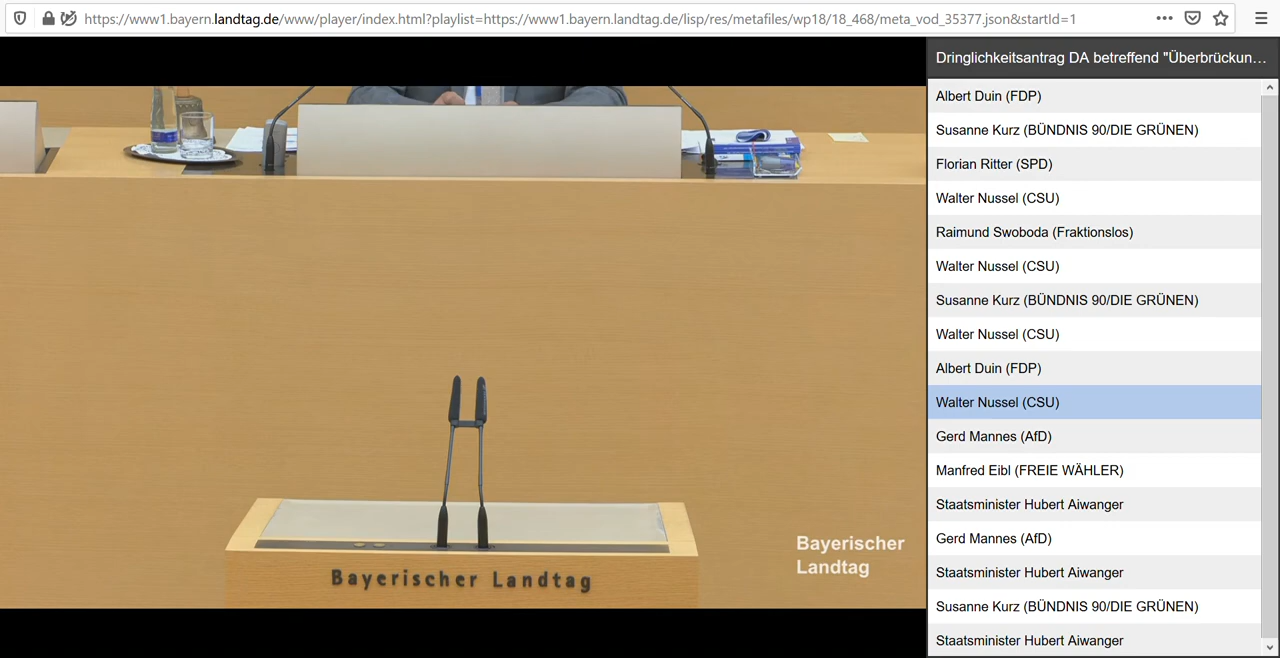 https://www1.bayern.landtag.de/www/player/index.html?playlist=https://www1.bayern.landtag.de/lisp/res/metafiles/wp18/18_468/meta_vod_35377.json&startId=1
Dringlichkeitsantrag DA betreffend "Überbrückun...
Albert Duin (FDP)
Susanne Kurz (BÜNDNIS 90/DIE GRÜNEN)
Florian Ritter (SPD)
Walter Nussel (CSU)
Raimund Swoboda (Fraktionslos)
Walter Nussel (CSU)
Susanne Kurz (BÜNDNIS 90/DIE GRÜNEN)
Walter Nussel (CSU)
Albert Duin (FDP)
Walter Nussel (CSU)
Gerd Mannes (AfD)
Manfred Eibl (FREIE WÄHLER)
Staatsminister Hubert Aiwanger
Gerd Mannes (AfD)
Staatsminister Hubert Aiwanger
Susanne Kurz (BÜNDNIS 90/DIE GRÜNEN)
Staatsminister Hubert Aiwanger
Bayerischer
Landtag
Bayerischer Landtag